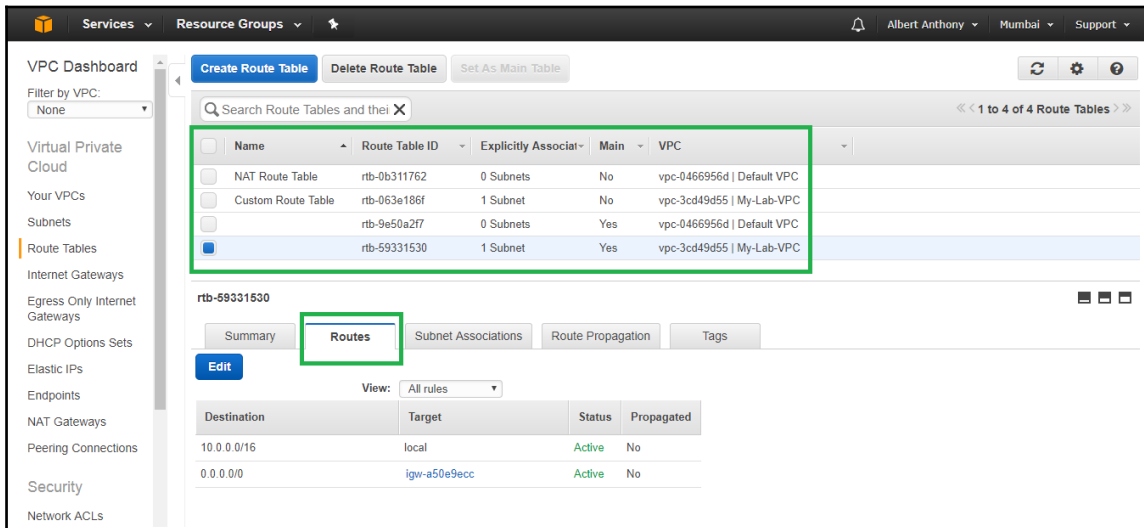 Services Resource Groups Albert Anthony Mumbai Support
VPC Dashboard
Filter by VPC:
None
Virtual Private
Cloud
Your VPCs
Subnets
Route Tables
Internet Gateways
Egress Only Internet
Gateways
DHCP Options Sets
Elastic IPs
Endpoints
NAT Gateways
Peering Connections
Security
Network ACLs
Create Route Table Delete Route Table Set As Main Table
Search Route Tables and thei X
1 to 4 of 4 Route Tables
Name Route Table ID Explicitly Associat Main VPC
NAT Route Table rtb-0b311762 0 Subnets No vpc-0466956d | Default VPC
Custom Route Table rtb-063e186f 1 Subnet No vpc-3cd49d55 | My-Lab-VPC
rtb-9e50a2f7 0 Subnets Yes vpc-0466956d | Default VPC
rtb-59331530 1 Subnet Yes vpc-3cd49d55 | My-Lab-VPC
rtb-59331530
Summary Routes Subnet Associations Route Propagation Tags
Edit
View: All rules
Destination Target Status Propagated
10.0.0.0/16 local Active No
0.0.0.0/0 igw-a50e9ecc Active No